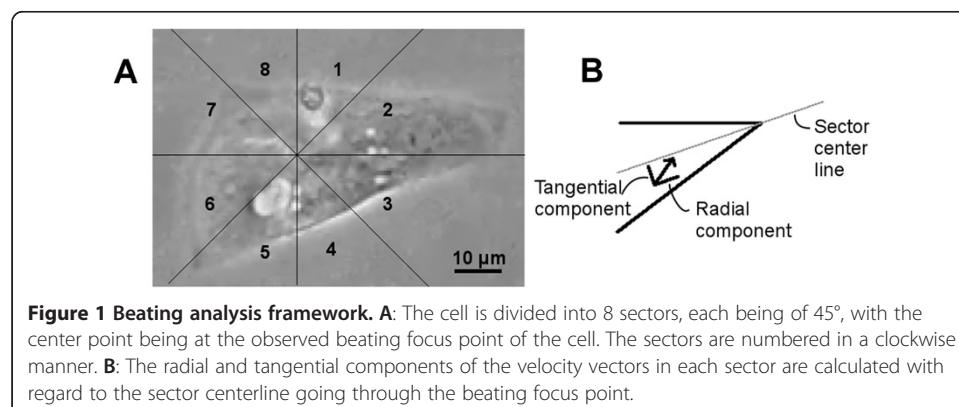 A
8
1
7
2
6
3
5
4
10 µm
B
Sector
center
line
Tangential
component
Radial
component
Figure 1 Beating analysis framework. A: The cell is divided into 8 sectors, each being of 45°, with the
center point being at the observed beating focus point of the cell. The sectors are numbered in a clockwise
manner. B: The radial and tangential components of the velocity vectors in each sector are calculated with
regard to the sector centerline going through the beating focus point.